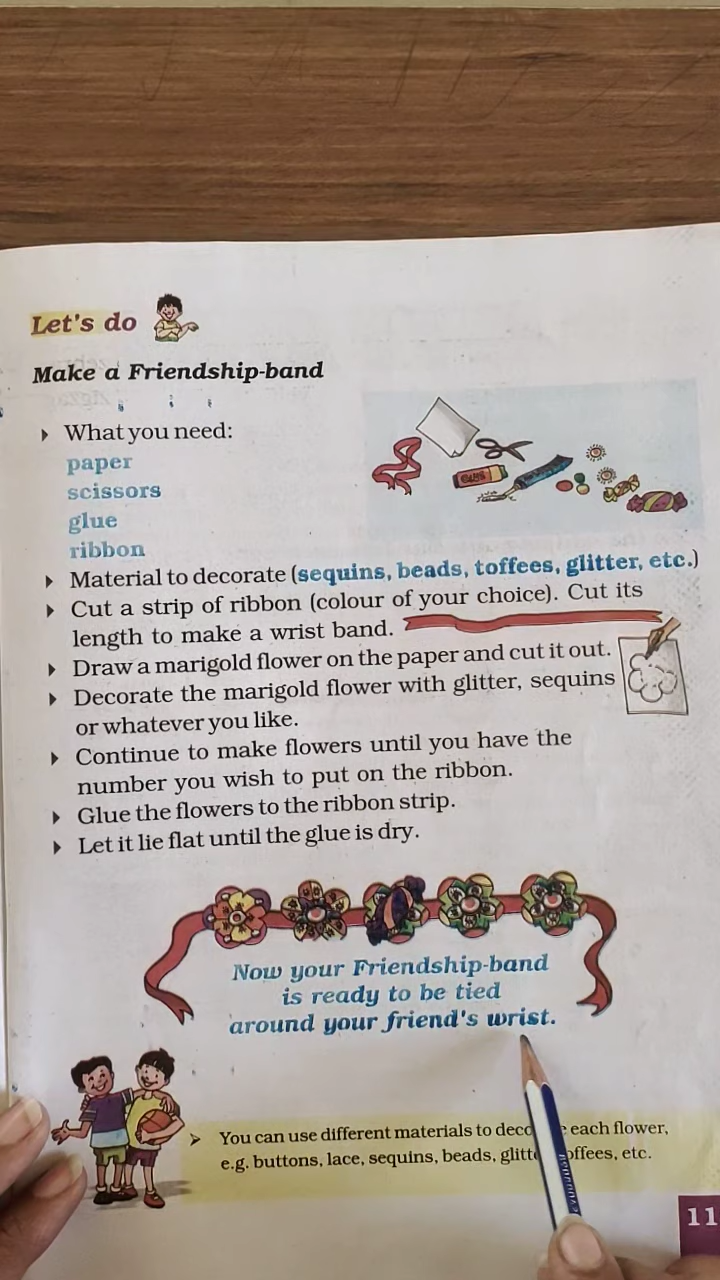 Let's do
Make a Friendship-band
What you need:
paper
scissors
glue
ribbon
Material to decorate (sequins, beads, toffees, glitter, etc.)
Cut a strip of ribbon (colour of your choice). Cut its
length to make a wrist band.
Draw a marigold flower on the paper and cut it out.
Decorate the marigold flower with glitter, sequins
or whatever you like.
Continue to make flowers until you have the
number you wish to put on the ribbon.
Glue the flowers to the ribbon strip.
Let it lie flat until the glue is dry.
Now your Friendship-band
is ready to be tied
around your friend's wrist.
You can use different materials to each flower,
e.g. buttons, lace, sequins, beads, etc.
11